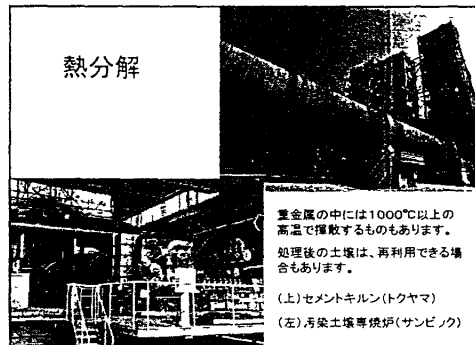 熱分解
重金属の中には1000℃以上の
高温で揮散するものもあります。
処理後の土壌は、再利用できる場
合もあります。
(上)セメントキルン(トクヤマ)
(左)汚染土壌専焼炉(サンビック)